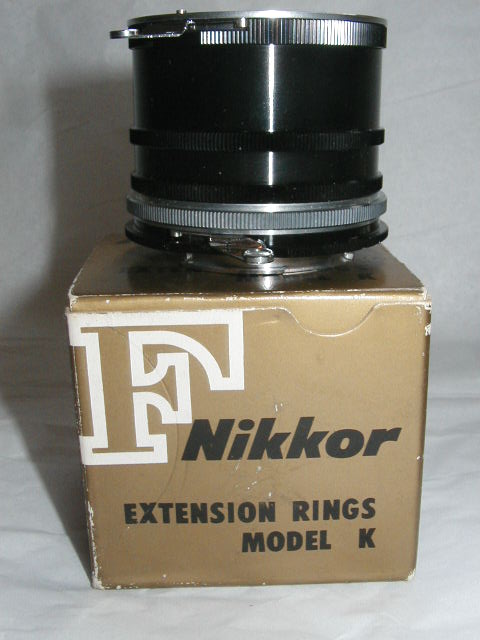 F
Nikkor
EXTENSION RINGS
MODEL K